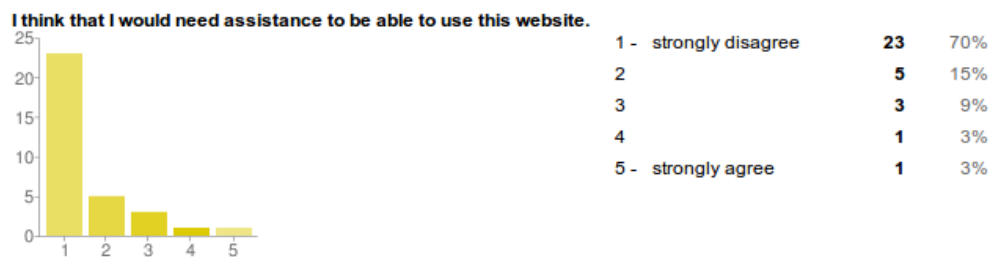 I think that I would need assistance to be able to use this website.
25
20
15
10
5
0
1 2 3 4 5
1 - strongly disagree 23 70%
2 5 15%
3 3 9%
4 1 3%
5 - strongly agree 1 3%